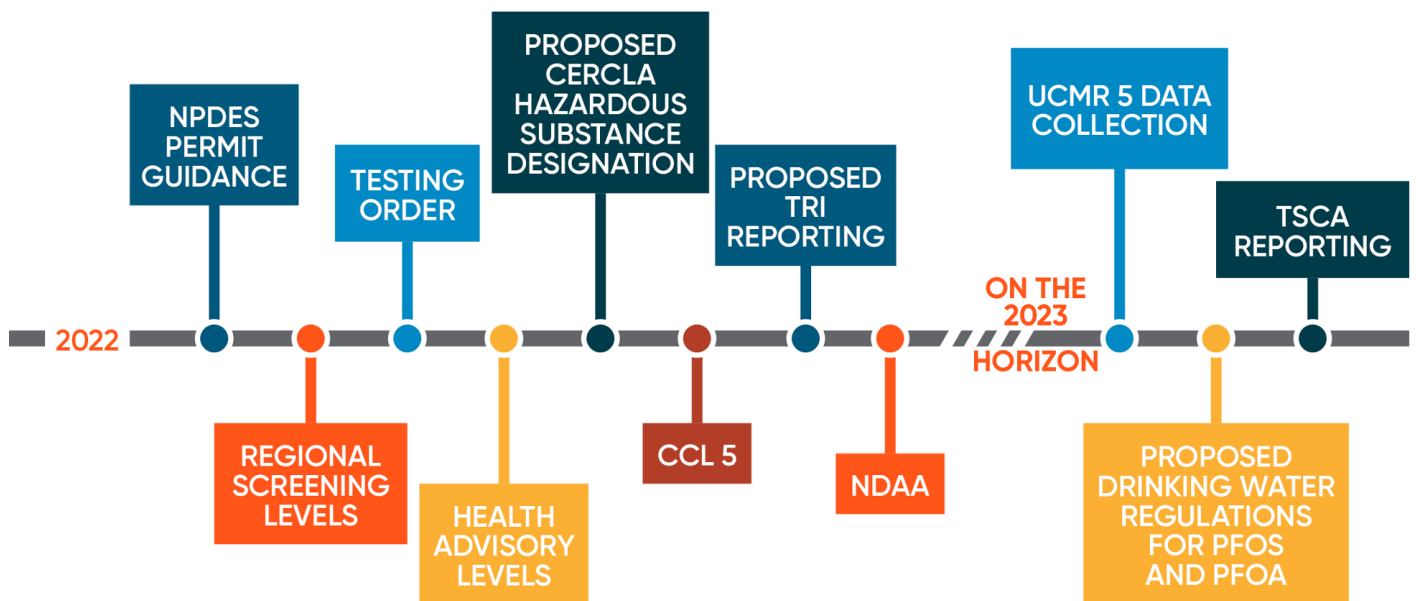 2022
NPDES
PERMIT
GUIDANCE
REGIONAL
SCREENING
LEVELS
TESTING
ORDER
HEALTH
ADVISORY
LEVELS
PROPOSED
CERCLA
HAZARDOUS
SUBSTANCE
DESIGNATION
CCL 5
PROPOSED
TRI
REPORTING
NDAA
ON THE
2023
HORIZON
UCMR 5 DATA
COLLECTION
PROPOSED
DRINKING WATER
REGULATIONS
FOR PFOS
AND PFOA
TSCA
REPORTING